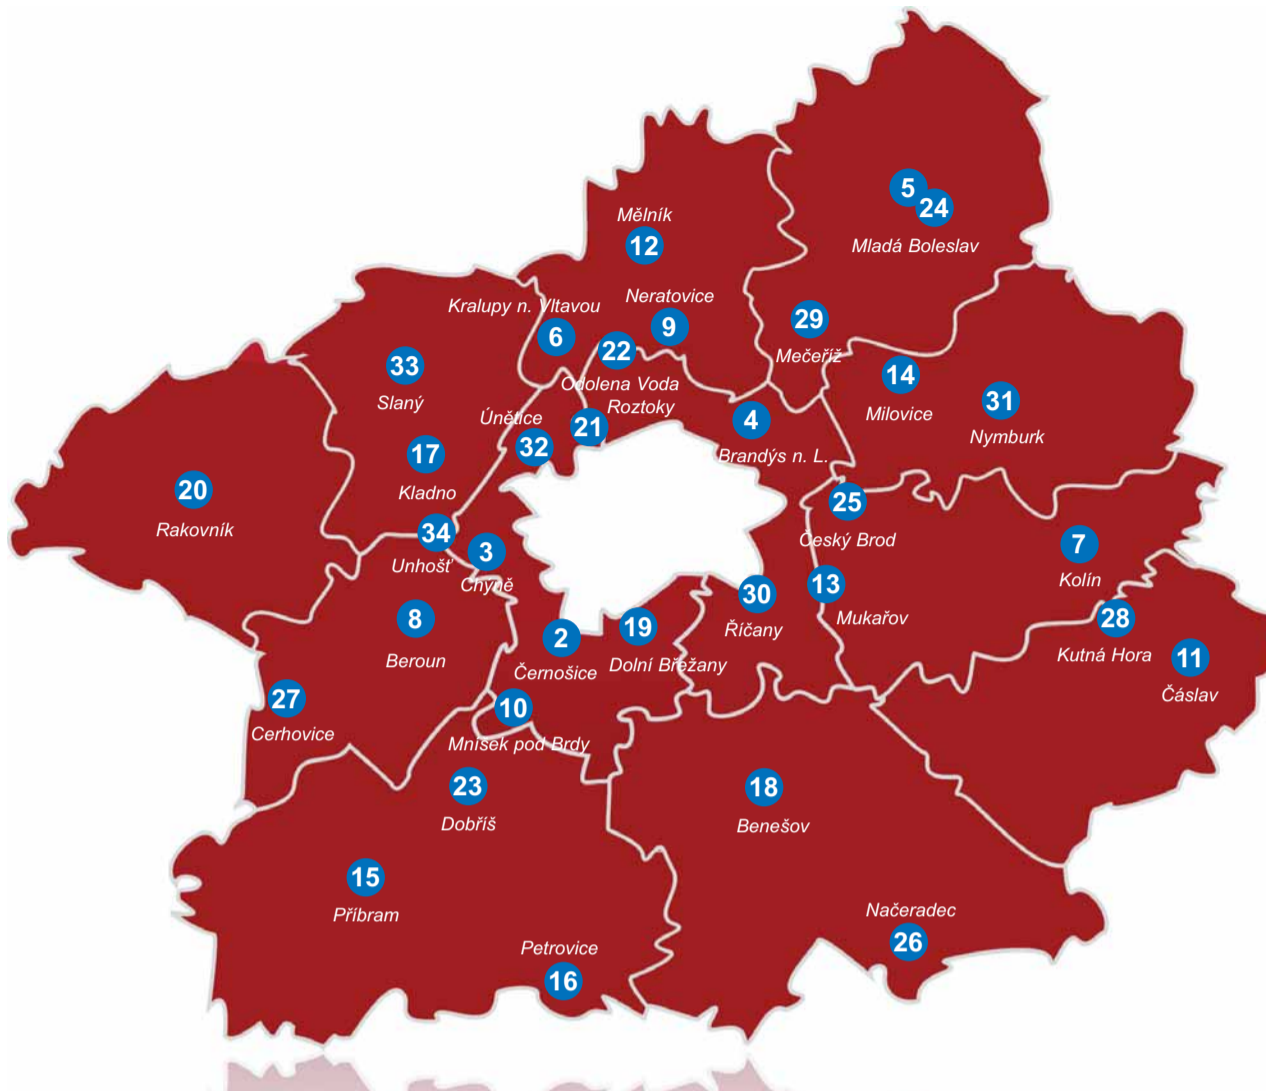 5
24
Mladá Boleslav
Mělník
12
Neratovice
9
Kralupy n. Vltavou
6
22
Odolena Voda
29
Mečeříž
33
Slaný
14
Milovice
31
Nymburk
Roztoky
21
Únětice
32
4
Brandýs n. L.
17
Kladno
20
Rakovník
34
Unhošť
3
Chýně
25
Český Brod
7
Kolín
13
Mukařov
30
Říčany
28
Kutná Hora
11
Čáslav
8
Beroun
2
Černošice
19
Dolní Břežany
27
Cerhovice
10
Mníšek pod Brdy
23
Dobříš
18
Benešov
15
Příbram
Načeradec
26
Petrovice
16